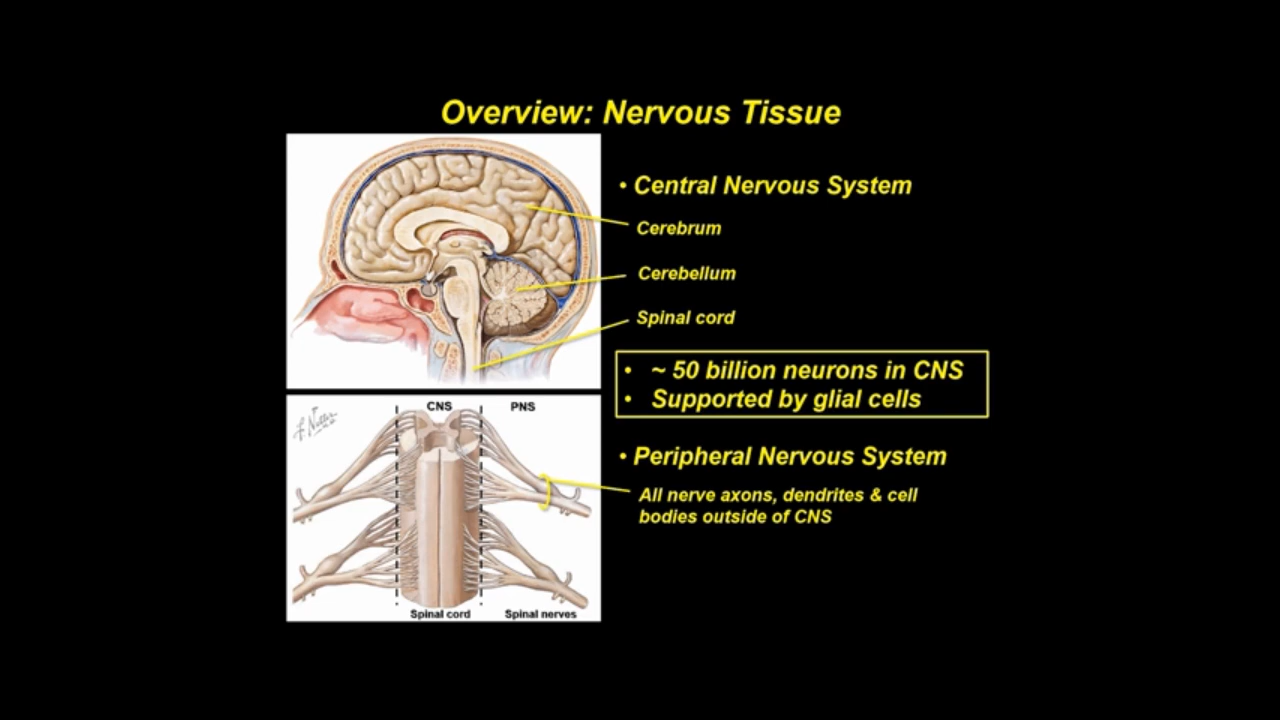 Overview: Nervous Tissue
• Central Nervous System
Cerebrum
Cerebellum
Spinal cord
• ~ 50 billion neurons in CNS
• Supported by glial cells
CNS
PNS
• Peripheral Nervous System
All nerve axons, dendrites & cell
bodies outside of CNS
Spinal cord
Spinal nerves